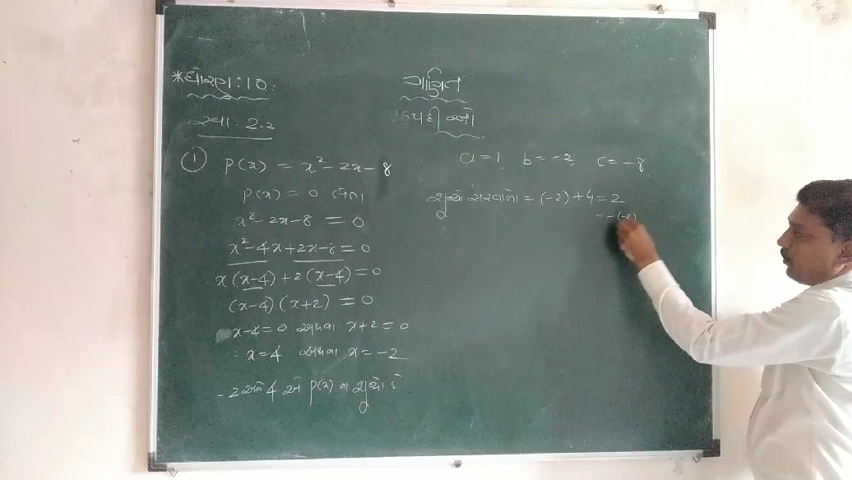 *ધોરણ:10
ગણિત
સ્વા: 2.2
બહુપદીઓ
① p(x) = x²-2x-8
p(x) = 0 લેતા
x²-2x-8 = 0
x²-4x+2x-8=0
x(x-4)+2(x-4)=0
(x-4)(x+2)=0
x-4=0 અથવા x+2=0
∴ x=4 અથવા x=-2
-2 અને 4 એ p(x) ના શૂન્યો છે
a=1, b=-2, c=-8
શૂન્યોનો સરવાળો = (-2)+4=2
= -(-2)